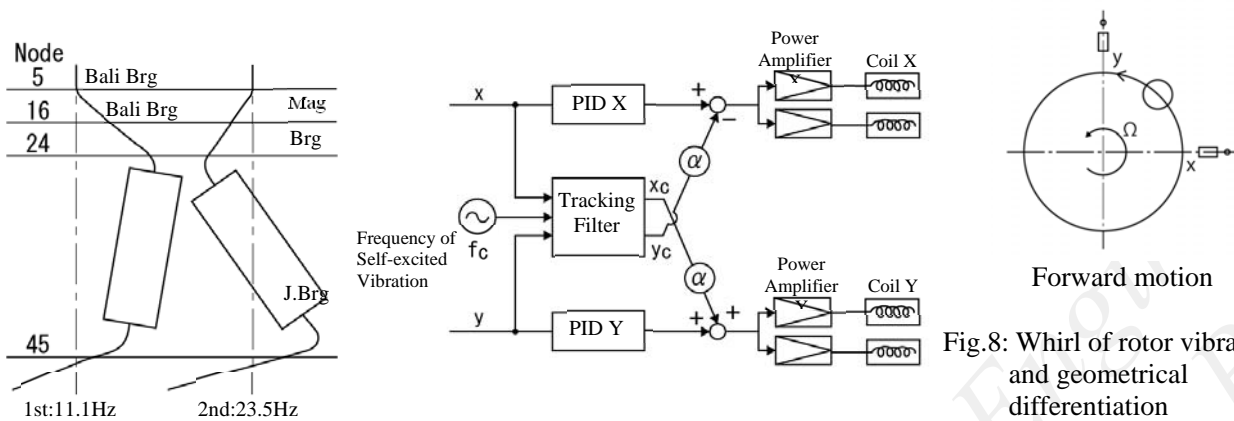 Node
5
Bali Brg
16
Bali Brg
Mag
24
Brg
J.Brg
45
1st:11.1Hz
2nd:23.5Hz
x
PID X
+
−
Power
Amplifier
Coil X
α
Tracking
Filter
xc
yc
Frequency of
Self-excited
Vibration
fc
α
y
PID Y
+
+
Power
Amplifier
Coil Y
y
Ω
x
Forward motion
Fig.8: Whirl of rotor vibra
and geometrical
differentiation